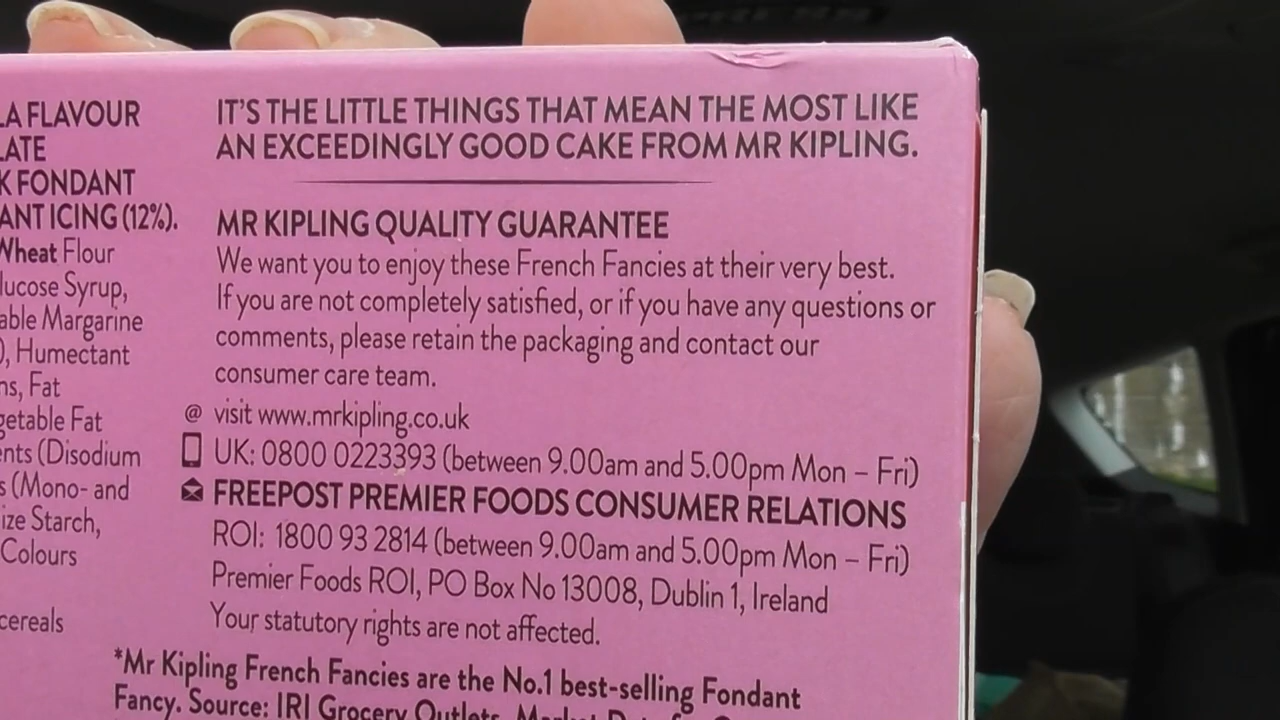 LA FLAVOUR
LATE
K FONDANT
ANT ICING (12%).
Wheat Flour
lucose Syrup,
able Margarine
), Humectant
ns, Fat
getable Fat
ents (Disodium
s (Mono- and
ize Starch,
Colours
cereals
IT'S THE LITTLE THINGS THAT MEAN THE MOST LIKE
AN EXCEEDINGLY GOOD CAKE FROM MR KIPLING.
MR KIPLING QUALITY GUARANTEE
We want you to enjoy these French Fancies at their very best.
If you are not completely satisfied, or if you have any questions or
comments, please retain the packaging and contact our
consumer care team.
@ visit www.mrkipling.co.uk
UK: 0800 0223393 (between 9.00am and 5.00pm Mon – Fri)
FREEPOST PREMIER FOODS CONSUMER RELATIONS
ROI: 1800 93 2814 (between 9.00am and 5.00pm Mon – Fri)
Premier Foods ROI, PO Box No 13008, Dublin 1, Ireland
Your statutory rights are not affected.
*Mr Kipling French Fancies are the No.1 best-selling Fondant
Fancy. Source: IRI Grocery Outlets, Market Data for